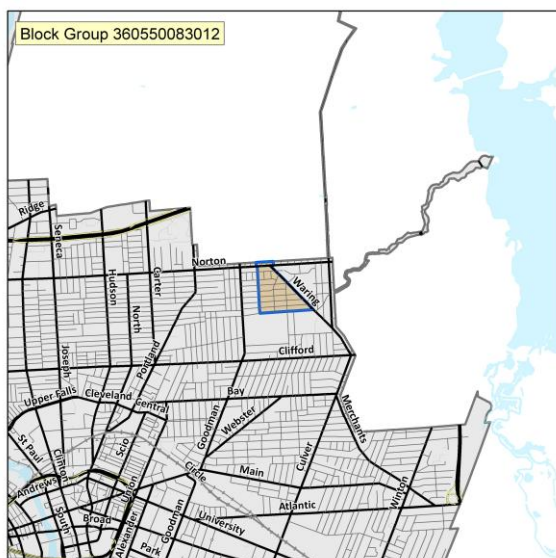 Block Group 360550083012
Ridge
Seneca
Hudson
Carter
North
Norton
Waring
Portland
Joseph
Clifford
Upper Falls
Cleveland
Central
Bay
Goodman
Webster
Merchants
St Paul
Clinton
Scio
Culver
Circle
Main
Winton
Andrews
Union
Atlantic
South
Broad
Alexander
Goodman
University
Park